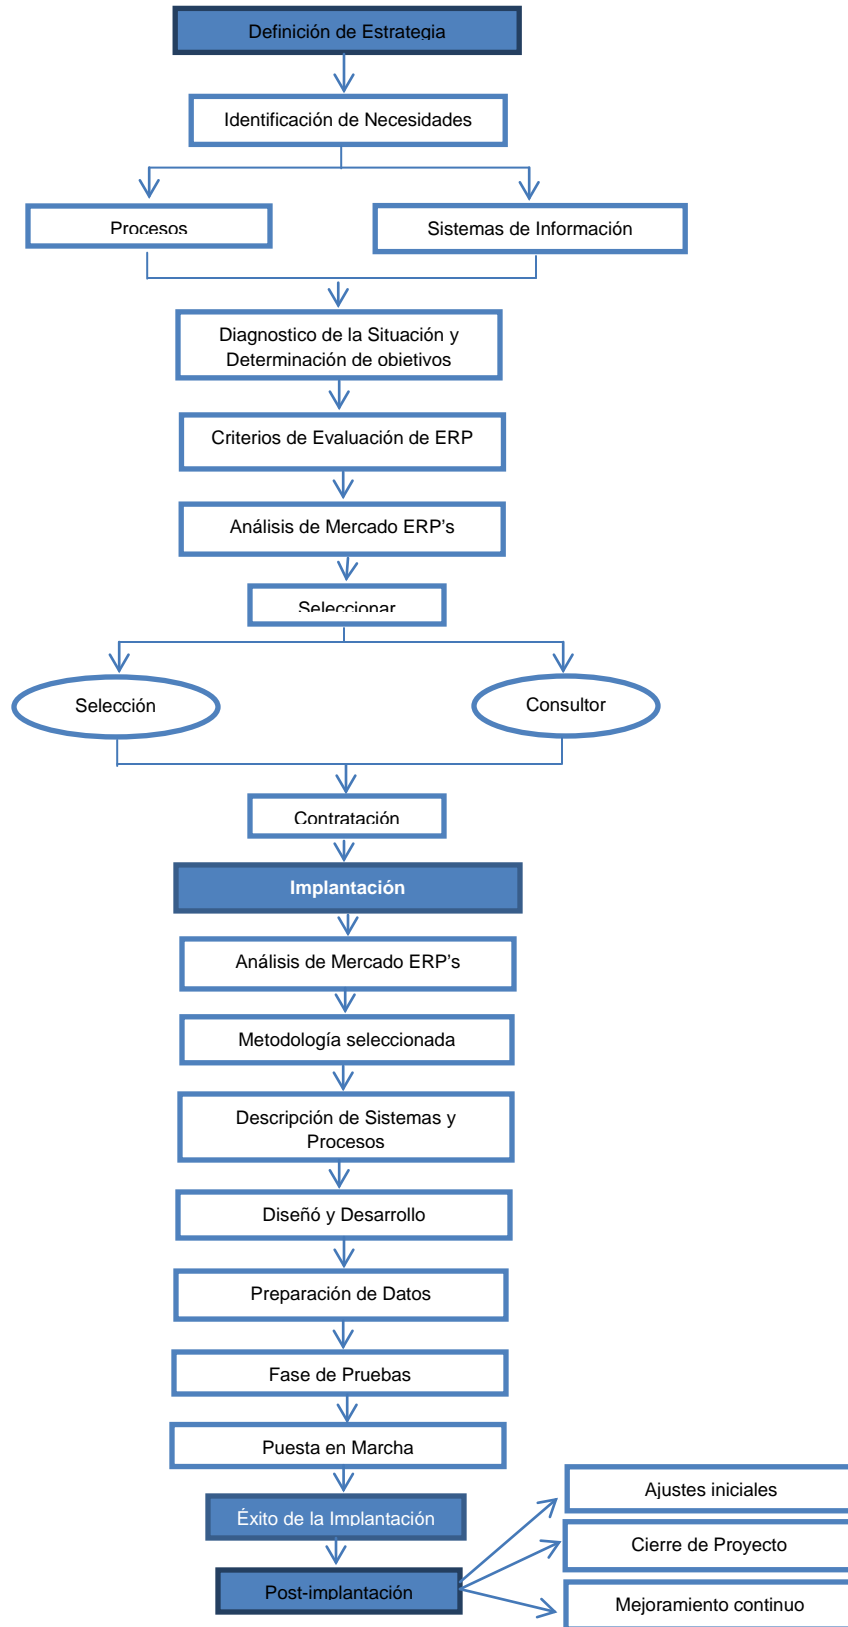 Definición de Estrategia
Identificación de Necesidades
Procesos
Sistemas de Información
Diagnostico de la Situación y
Determinación de objetivos
Criterios de Evaluación de ERP
Análisis de Mercado ERP's
Seleccionar
Selección
Consultor
Contratación
Implantación
Análisis de Mercado ERP's
Metodología seleccionada
Descripción de Sistemas y
Procesos
Diseñó y Desarrollo
Preparación de Datos
Fase de Pruebas
Puesta en Marcha
Éxito de la Implantación
Post-implantación
Ajustes iniciales
Cierre de Proyecto
Mejoramiento continuo